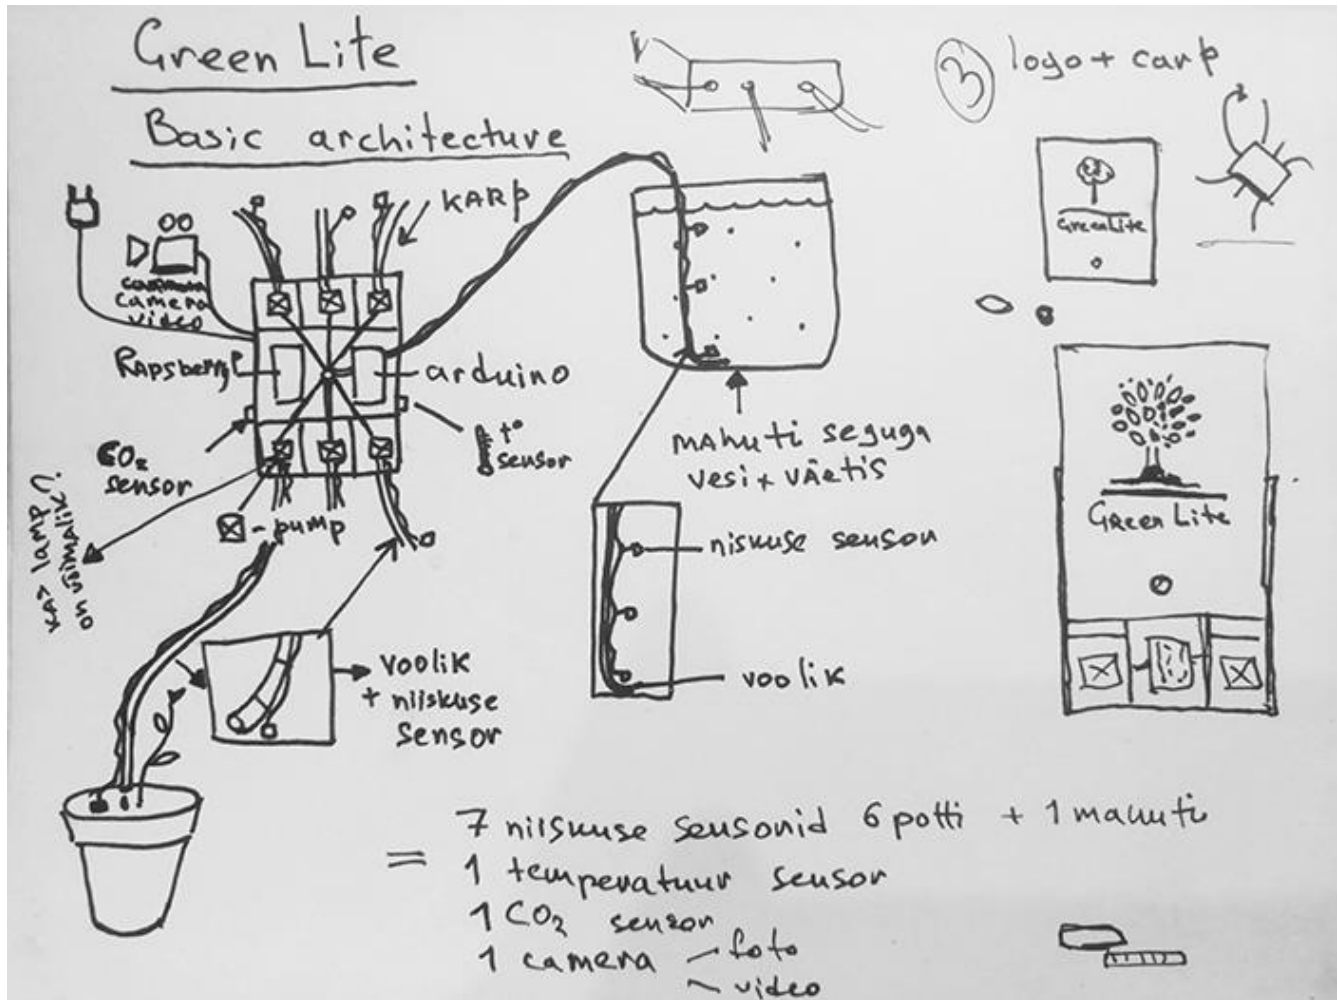 Green Lite
Basic architecture
3 logo + carp
KARP
GreenLite
camera
video
Rapsberry
arduino
CO2
sensor
t°
sensor
- pump
kas lamp
on võimalik?
mahuti seguga
vesi + väetis
niskuse sensor
voolik
voolik
+ niiskuse
sensor
Green Lite
= 7 niiskuse sensorid 6 potti + 1 mahuti
1 temperatuur sensor
1 CO2 sensor
1 camera - foto
- video